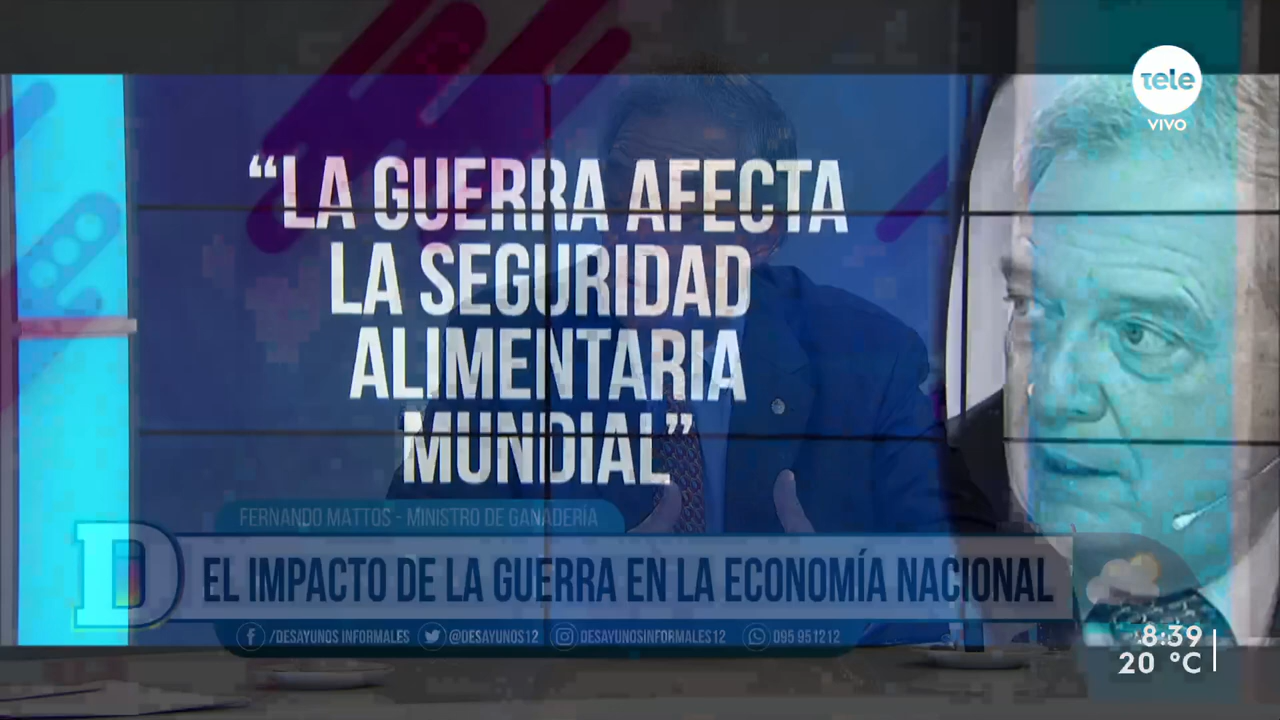 tele
VIVO
“LA GUERRA AFECTA
LA SEGURIDAD
ALIMENTARIA
MUNDIAL”
FERNANDO MATTOS - MINISTRO DE GANADERÍA
D
EL IMPACTO DE LA GUERRA EN LA ECONOMÍA NACIONAL
/DESAYUNOS INFORMALES
@DESAYUNOS12
DESAYUNOSINFORMALES12
095 951212
8:39
20 °C